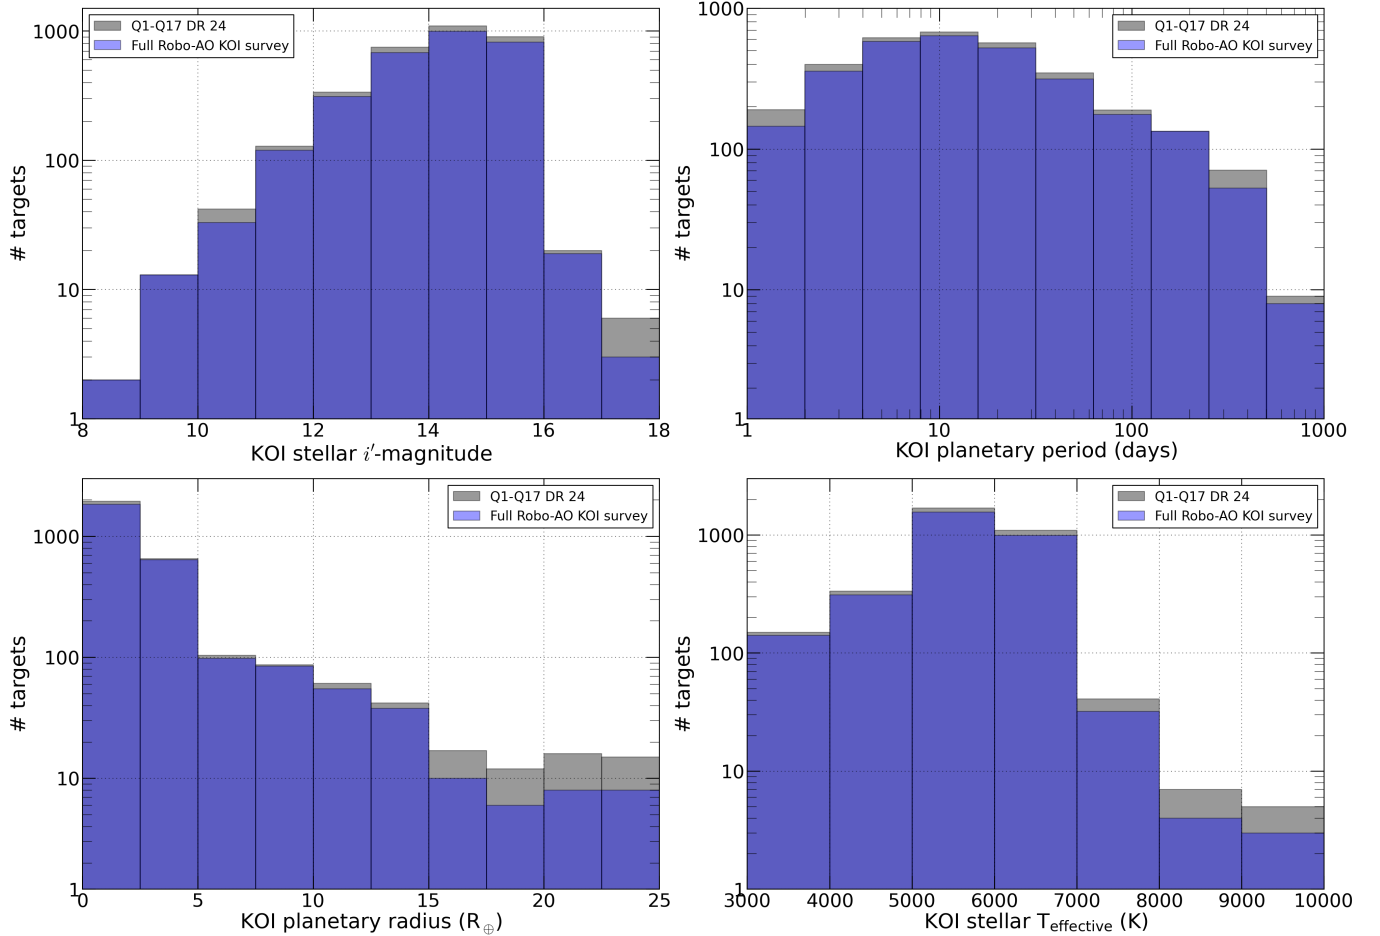 Q1-Q17 DR 24
Full Robo-AO KOI survey
1000
100
10
1
# targets
8 10 12 14 16 18
KOI stellar i′-magnitude
Q1-Q17 DR 24
Full Robo-AO KOI survey
1000
100
10
1
# targets
1 10 100 1000
KOI planetary period (days)
Q1-Q17 DR 24
Full Robo-AO KOI survey
1000
100
10
1
# targets
0 5 10 15 20 25
KOI planetary radius (R⊕)
Q1-Q17 DR 24
Full Robo-AO KOI survey
1000
100
10
1
# targets
3000 4000 5000 6000 7000 8000 9000 10000
KOI stellar Teffective (K)